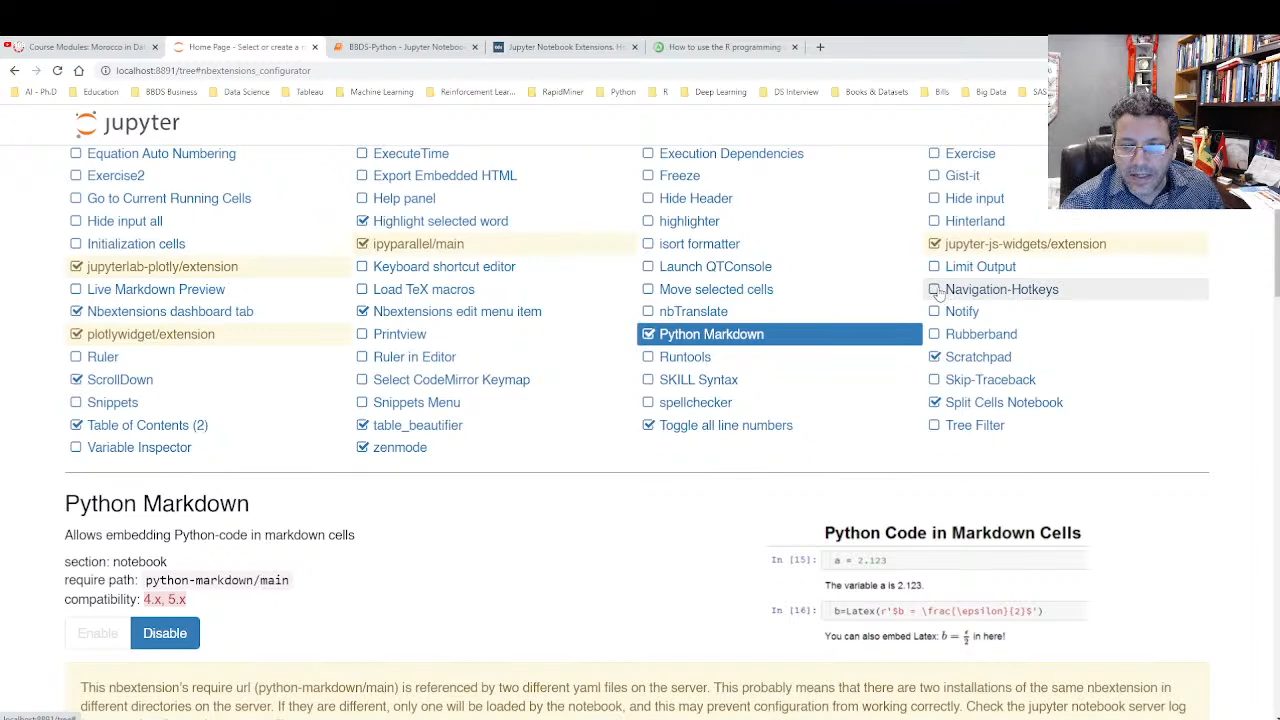 Course Modules: Morocco in Da
Home Page - Select or create a n
BBDS-Python - Jupyter Notebook
Jupyter Notebook Extensions. H
How to use the R programming
localhost:8891/tree#nbextensions_configurator
AI - Ph.D
Education
BBDS Business
Data Science
Tableau
Machine Learning
Reinforcement Lear...
RapidMiner
Python
R
Deep Learning
DS Interview
Books & Datasets
Bills
Big Data
SAS
jupyter
Equation Auto Numbering
ExecuteTime
Execution Dependencies
Exercise
Exercise2
Export Embedded HTML
Freeze
Gist-it
Go to Current Running Cells
Help panel
Hide Header
Hide input
Hide input all
Highlight selected word
highlighter
Hinterland
Initialization cells
ipyparallel/main
isort formatter
jupyter-js-widgets/extension
jupyterlab-plotly/extension
Keyboard shortcut editor
Launch QTConsole
Limit Output
Live Markdown Preview
Load TeX macros
Move selected cells
Navigation-Hotkeys
Nbextensions dashboard tab
Nbextensions edit menu item
nbTranslate
Notify
plotlywidget/extension
Printview
Python Markdown
Rubberband
Ruler
Ruler in Editor
Runtools
Scratchpad
ScrollDown
Select CodeMirror Keymap
SKILL Syntax
Skip-Traceback
Snippets
Snippets Menu
spellchecker
Split Cells Notebook
Table of Contents (2)
table_beautifier
Toggle all line numbers
Tree Filter
Variable Inspector
zenmode
Python Markdown
Allows embedding Python-code in markdown cells
section: notebook
require path: python-markdown/main
compatibility: 4.x, 5.x
Enable Disable
Python Code in Markdown Cells
In [15]: a = 2.123
The variable a is 2.123.
In [16]: b=Latex(r'$b = \frac{\epsilon}{2}$')
You can also embed Latex: b = ϵ/2 in here!
This nbextension's require url (python-markdown/main) is referenced by two different yaml files on the server. This probably means that there are two installations of the same nbextension in
different directories on the server. If they are different, only one will be loaded by the notebook, and this may prevent configuration from working correctly. Check the jupyter notebook server log